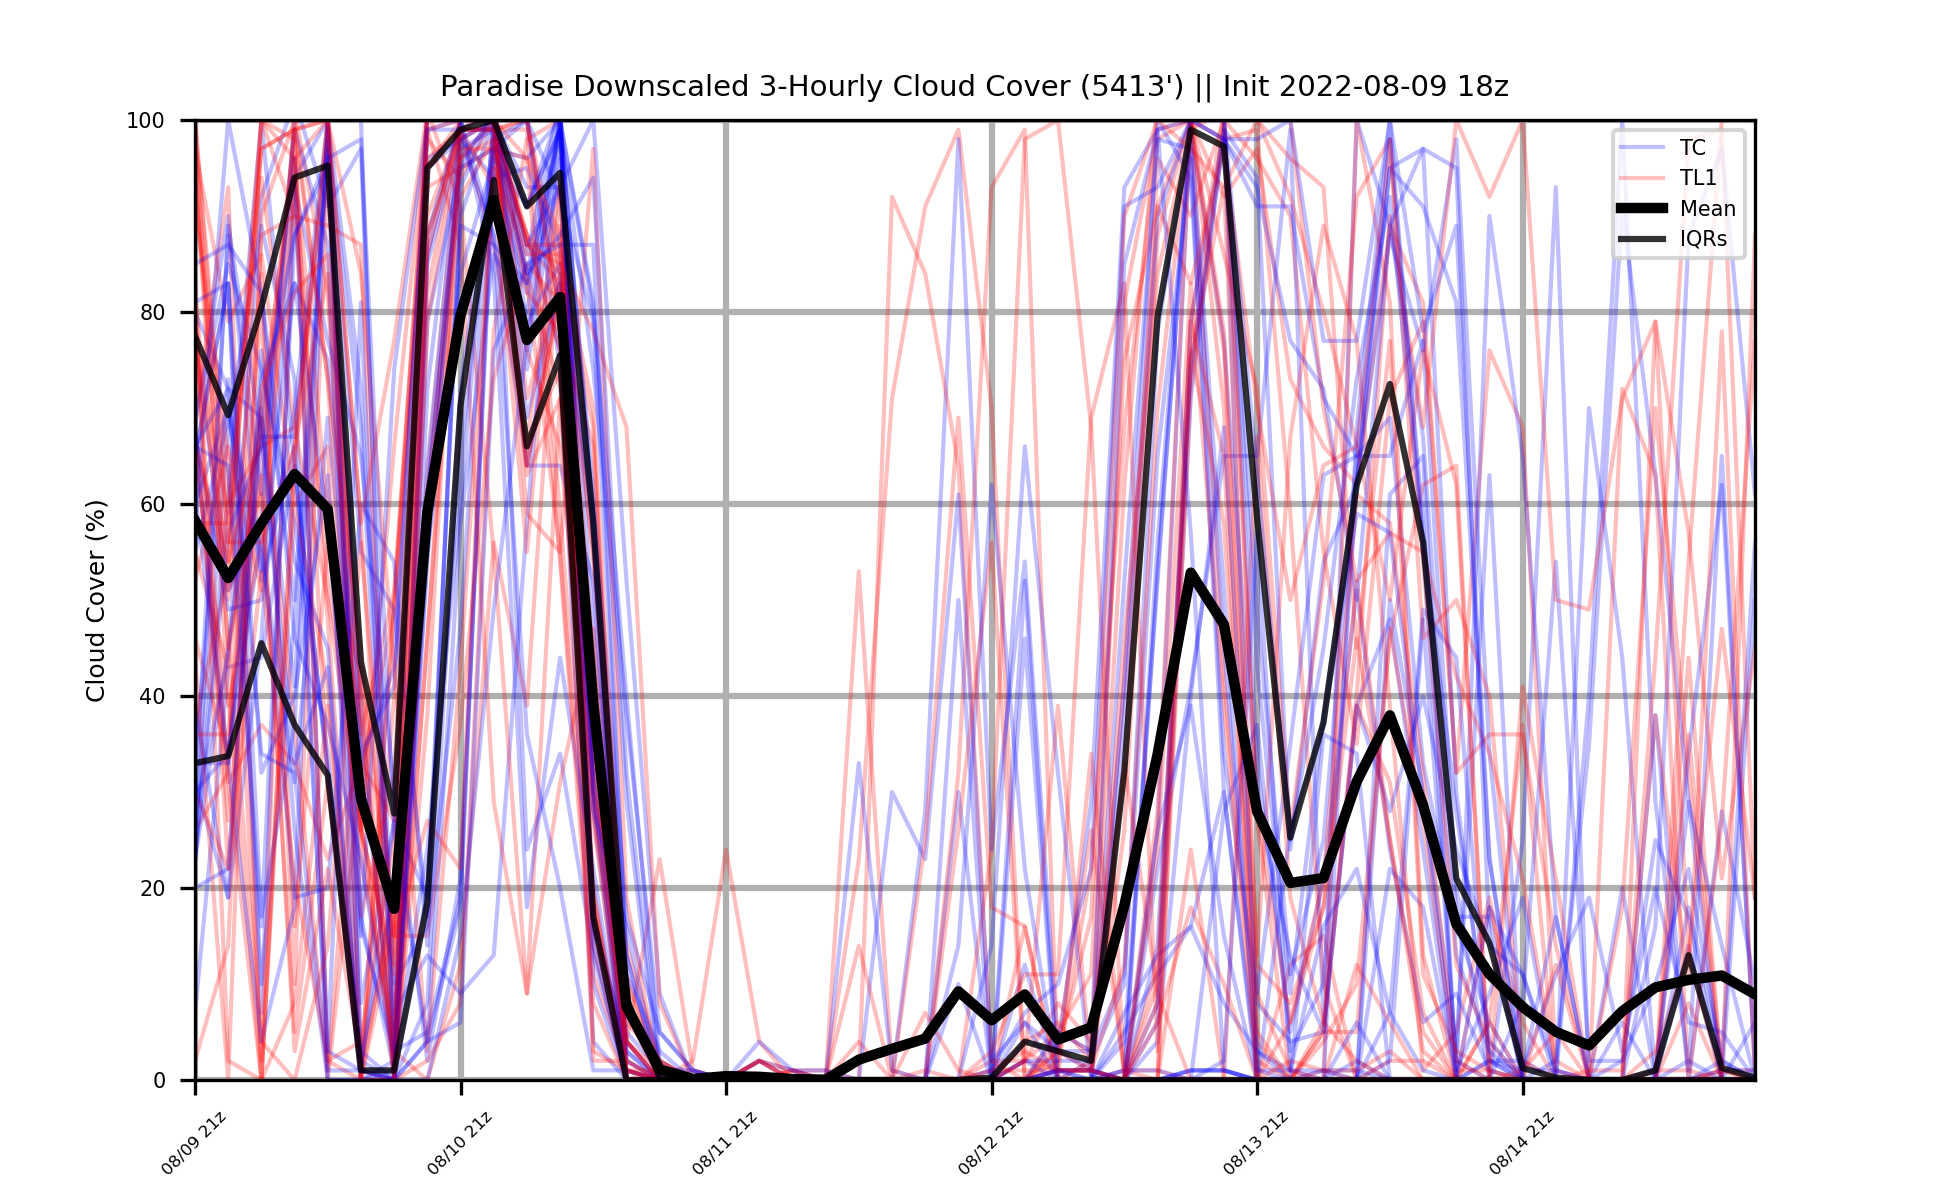 Paradise Downscaled 3-Hourly Cloud Cover (5413') || Init 2022-08-09 18z
Cloud Cover (%)
100
80
60
40
20
0
TC
TL1
Mean
IQRs
08/09 21z
08/10 21z
08/11 21z
08/12 21z
08/13 21z
08/14 21z